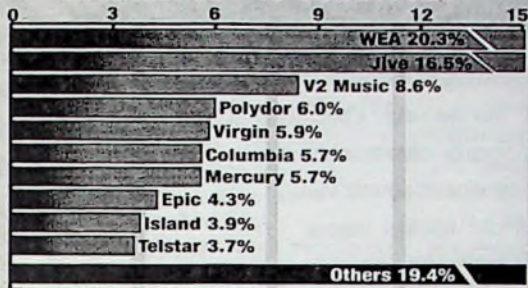 0 3 6 9 12 15
WEA 20.3%
Jive 16.5%
V2 Music 8.6%
Polydor 6.0%
Virgin 5.9%
Columbia 5.7%
Mercury 5.7%
Epic 4.3%
Island 3.9%
Telstar 3.7%
Others 19.4%